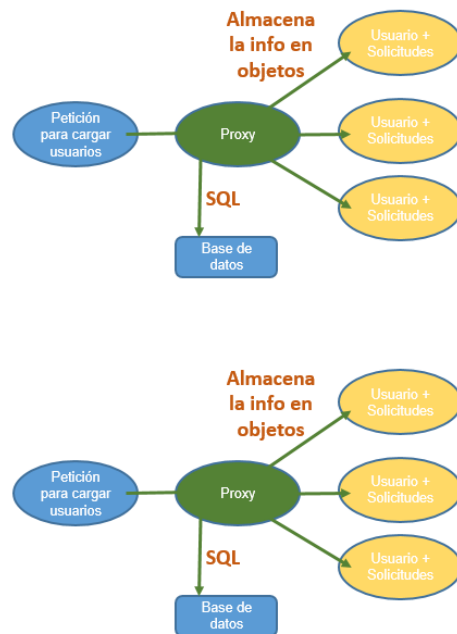 Almacena
la info en
objetos
Usuario +
Solicitudes
Petición
para cargar
usuarios
Proxy
Usuario +
Solicitudes
Usuario +
Solicitudes
SQL
Base de
datos
Almacena
la info en
objetos
Usuario +
Solicitudes
Petición
para cargar
usuarios
Proxy
Usuario +
Solicitudes
Usuario +
Solicitudes
SQL
Base de
datos